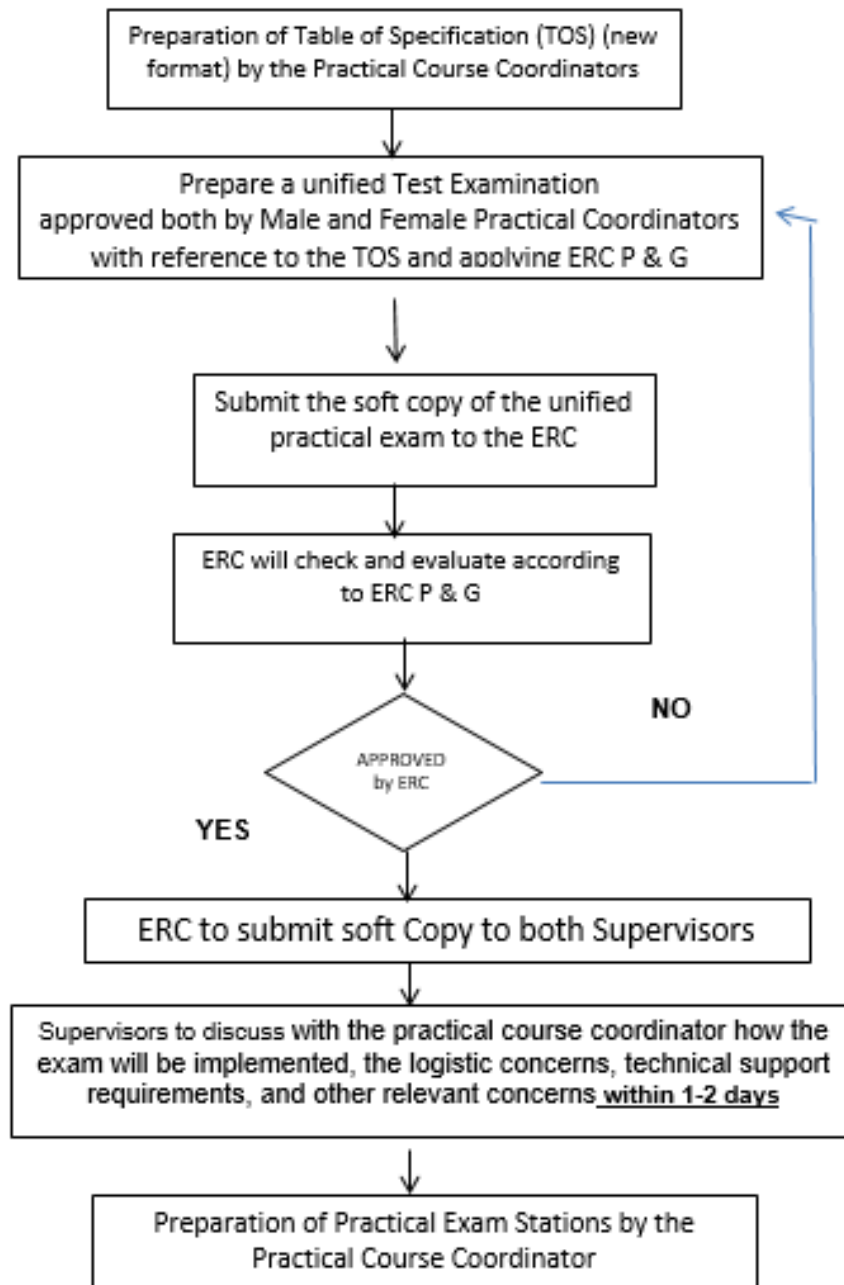 Preparation of Table of Specification (TOS) (new
format) by the Practical Course Coordinators
Prepare a unified Test Examination
approved both by Male and Female Practical Coordinators
with reference to the TOS and applying ERC P & G
Submit the soft copy of the unified
practical exam to the ERC
ERC will check and evaluate according
to ERC P & G
NO
APPROVED
by ERC
YES
ERC to submit soft Copy to both Supervisors
Supervisors to discuss with the practical course coordinator how the
exam will be implemented, the logistic concerns, technical support
requirements, and other relevant concerns within 1-2 days
Preparation of Practical Exam Stations by the
Practical Course Coordinator